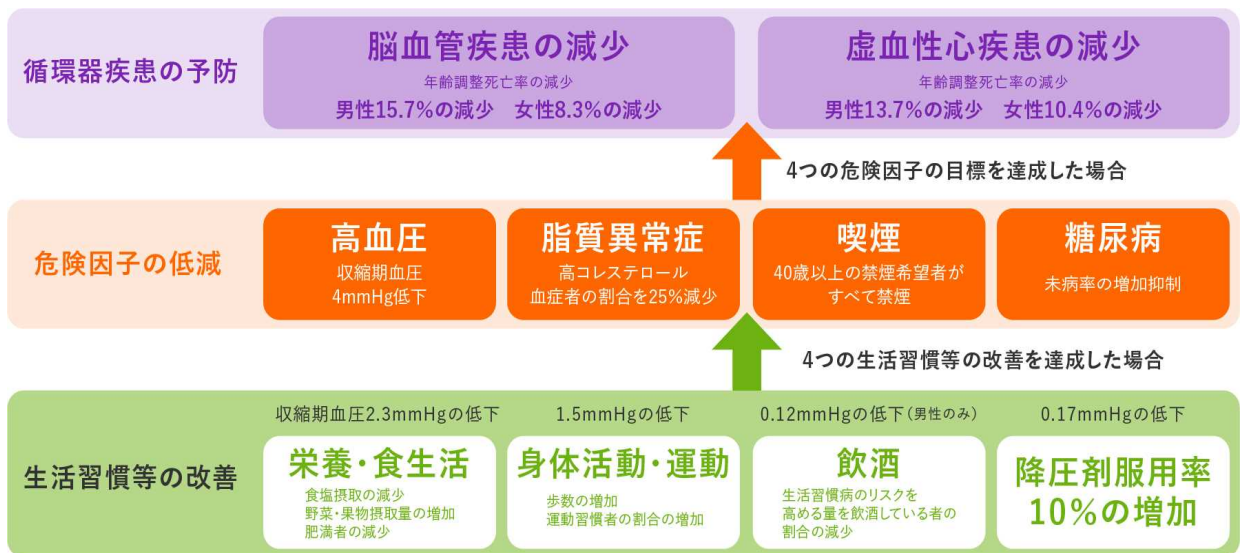 循環器疾患の予防
脳血管疾患の減少
年齢調整死亡率の減少
男性15.7%の減少 女性8.3%の減少
虚血性心疾患の減少
年齢調整死亡率の減少
男性13.7%の減少 女性10.4%の減少
4つの危険因子の目標を達成した場合
危険因子の低減
高血圧
収縮期血圧
4mmHg低下
脂質異常症
高コレステロール
血症者の割合を25%減少
喫煙
40歳以上の禁煙希望者が
すべて禁煙
糖尿病
未病率の増加抑制
4つの生活習慣等の改善を達成した場合
生活習慣等の改善
収縮期血圧2.3mmHgの低下
栄養・食生活
食塩摂取の減少
野菜・果物摂取量の増加
肥満者の減少
1.5mmHgの低下
身体活動・運動
歩数の増加
運動習慣者の割合の増加
0.12mmHgの低下(男性のみ)
飲酒
生活習慣病のリスクを
高める量を飲酒している者の
割合の減少
0.17mmHgの低下
降圧剤服用率
10%の増加